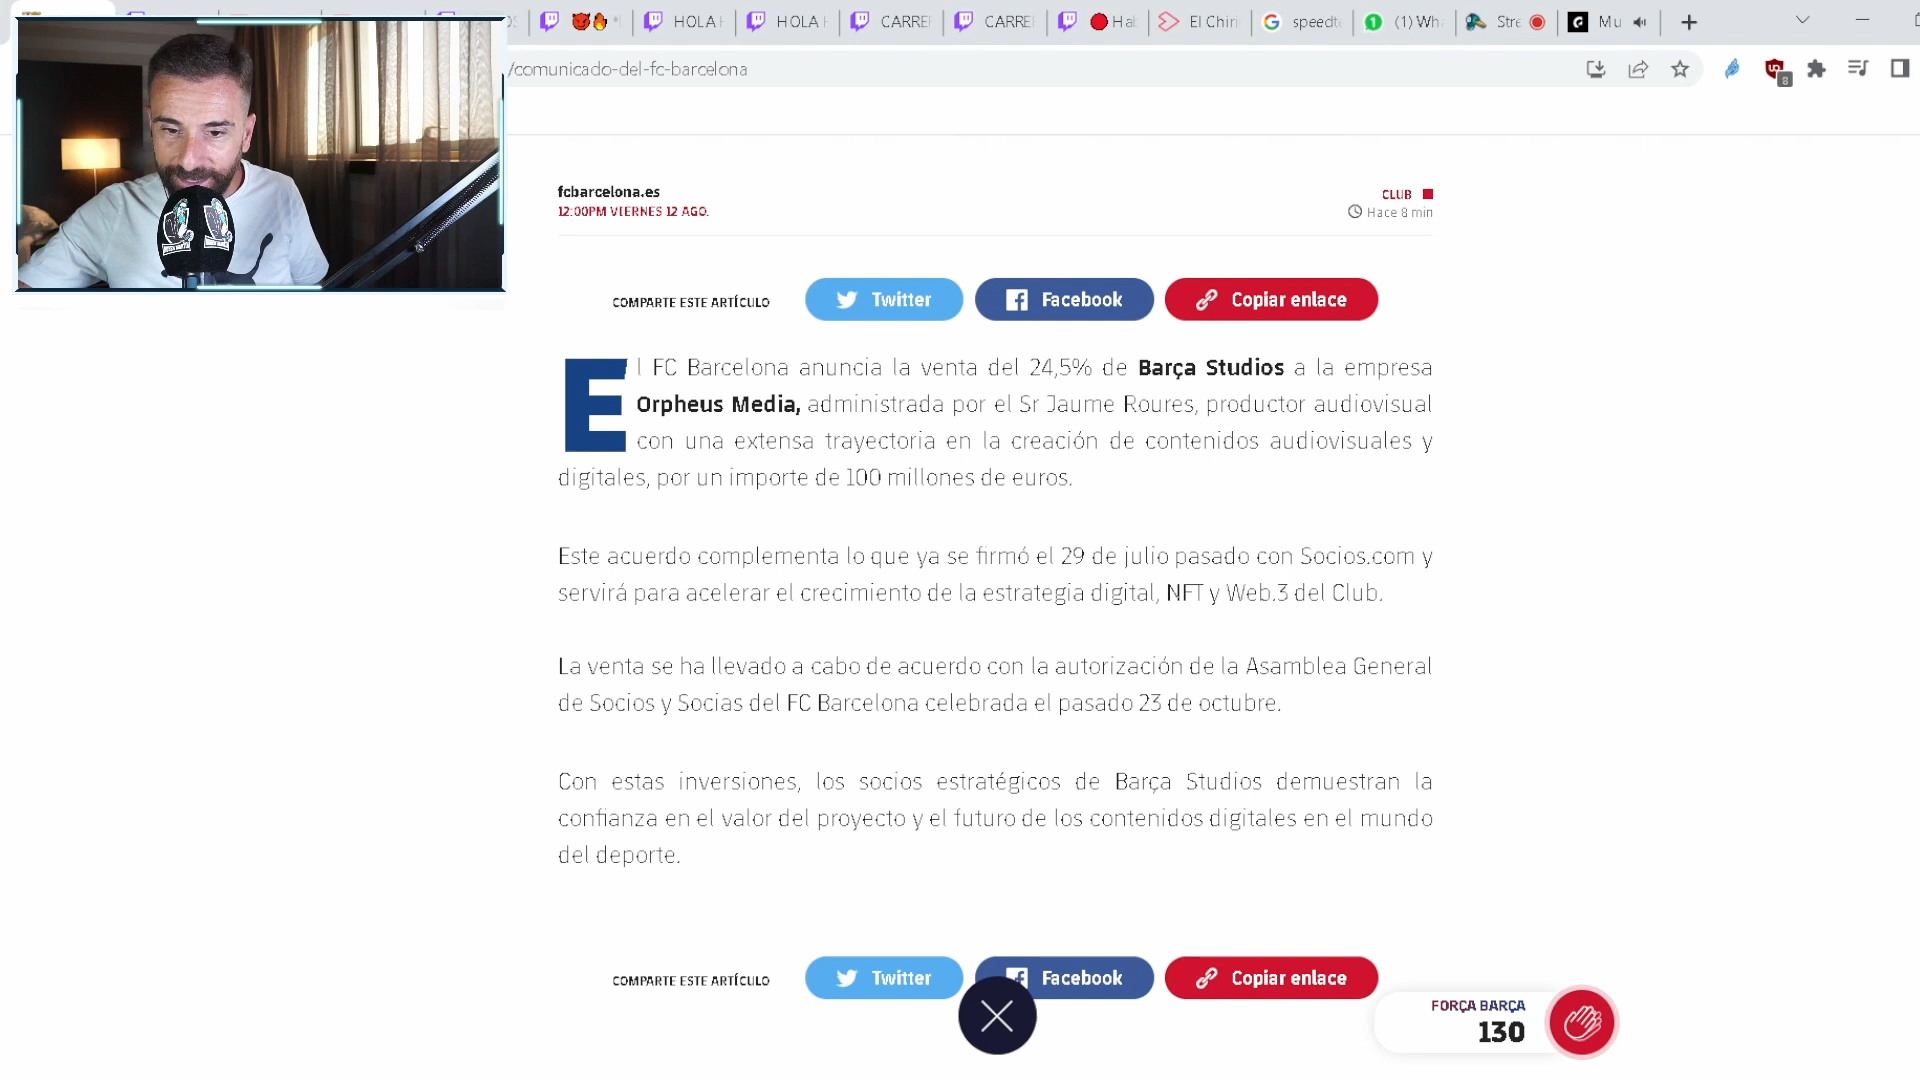 HOLA
HOLA
CARRE
CARRE
Ha
El Chiri
speedt
(1) Wh
Stre
Mu
/comunicado-del-fc-barcelona
8
fcbarcelona.es
CLUB
12:00PM VIERNES 12 AGO.
Hace 8 min
COMPARTE ESTE ARTÍCULO
Twitter
Facebook
Copiar enlace
El FC Barcelona anuncia la venta del 24,5% de Barça Studios a la empresa
Orpheus Media, administrada por el Sr Jaume Roures, productor audiovisual
con una extensa trayectoria en la creación de contenidos audiovisuales y
digitales, por un importe de 100 millones de euros.
Este acuerdo complementa lo que ya se firmó el 29 de julio pasado con Socios.com y
servirá para acelerar el crecimiento de la estrategia digital, NFT y Web.3 del Club.
La venta se ha llevado a cabo de acuerdo con la autorización de la Asamblea General
de Socios y Socias del FC Barcelona celebrada el pasado 23 de octubre.
Con estas inversiones, los socios estratégicos de Barça Studios demuestran la
confianza en el valor del proyecto y el futuro de los contenidos digitales en el mundo
del deporte.
COMPARTE ESTE ARTÍCULO
Twitter
Facebook
Copiar enlace
FORÇA BARÇA
130